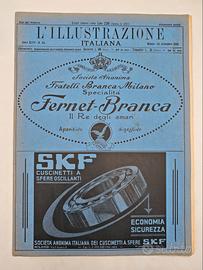 L'ILLUSTRAZIONE
ITALIANA
Società Anonima
Fratelli Branca-Milano
Specialità
Fernet-Branca
Il Re degli amari
Aperitivo
digestivo
SKF
CUSCINETTI A
SFERE OSCILLANTI
ECONOMIA
SICUREZZA
SOCIETÀ ANONIMA ITALIANA DEI CUSCINETTI A SFERE SKF
subito